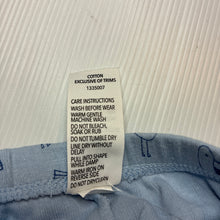 COTTON
EXCLUSIVE OF TRIMS
1335007
CARE INSTRUCTIONS
WASH BEFORE WEAR
WARM GENTLE
MACHINE WASH
DO NOT BLEACH,
SOAK OR RUB
DO NOT TUMBLE DRY
LINE DRY WITHOUT
DELAY
PULL INTO SHAPE
WHILE DAMP
WARM IRON ON
REVERSE SIDE
DO NOT DRYCLEAN